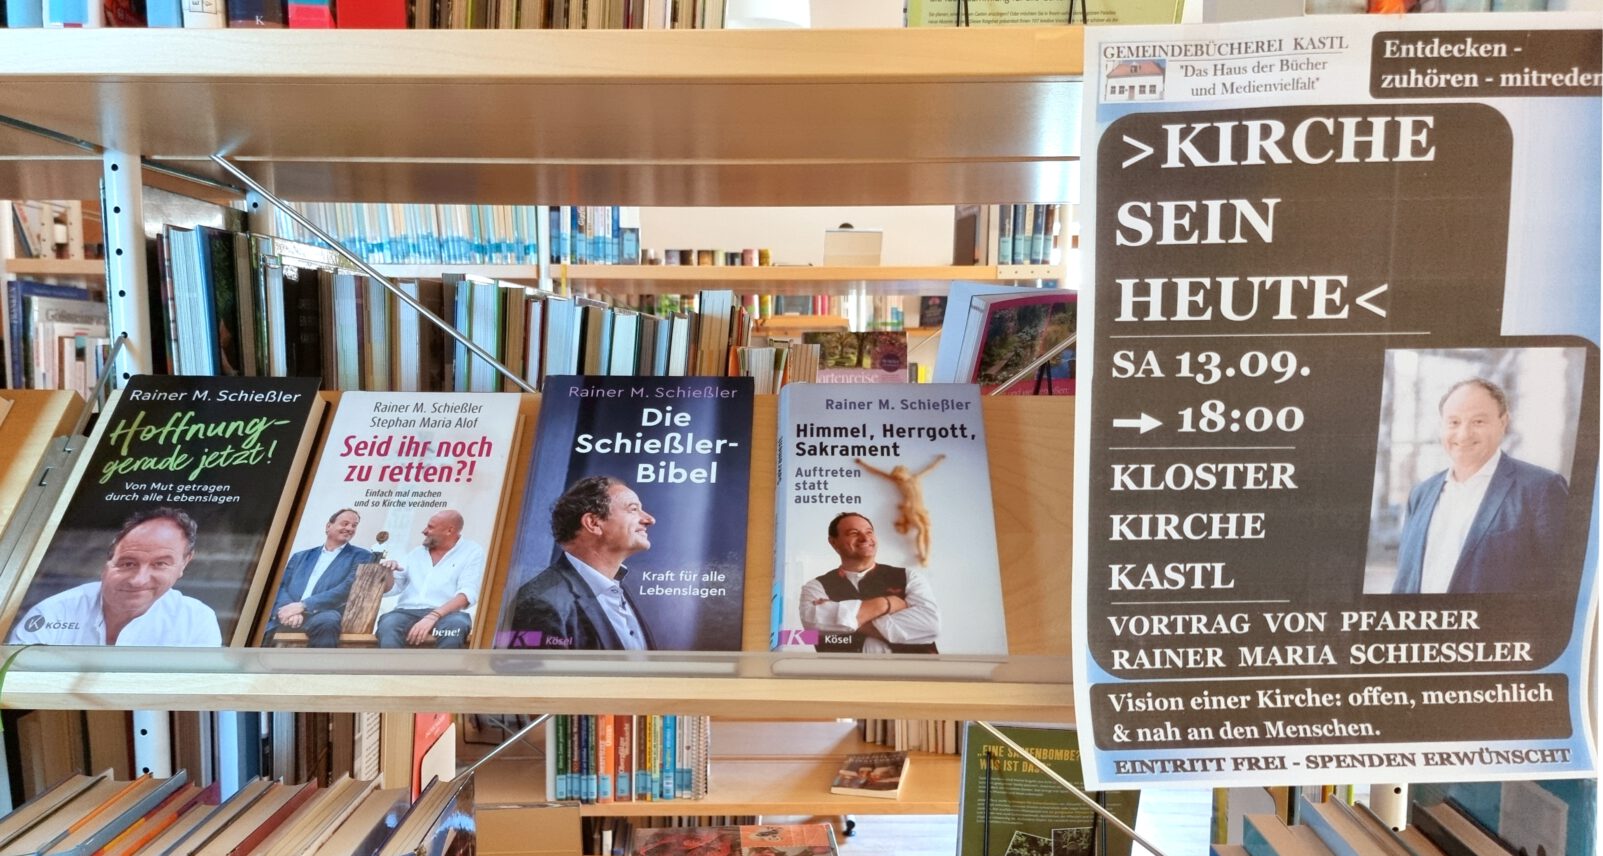 Rainer M. Schießler
Hoffnung-
gerade jetzt!
Von Mut getragen
durch alle Lebenslagen
KÖSEL
Rainer M. Schießler
Stephan Maria Alof
Seid ihr noch
zu retten?!
Einfach mal machen
und so Kirche verändern
bene!
Rainer M. Schießler
Die
Schießler-
Bibel
Kraft für alle
Lebenslagen
Kösel
Rainer M. Schießler
Himmel, Herrgott,
Sakrament
Auftreten
statt
austreten
Kösel
GEMEINDEBÜCHEREI KASTL
"Das Haus der Bücher
und Medienvielfalt"
Entdecken -
zuhören - mitreden
>KIRCHE
SEIN
HEUTE<
SA 13.09.
→ 18:00
KLOSTER
KIRCHE
KASTL
VORTRAG VON PFARRER
RAINER MARIA SCHIESSLER
Vision einer Kirche: offen, menschlich
& nah an den Menschen.
EINTRITT FREI - SPENDEN ERWÜNSCHT